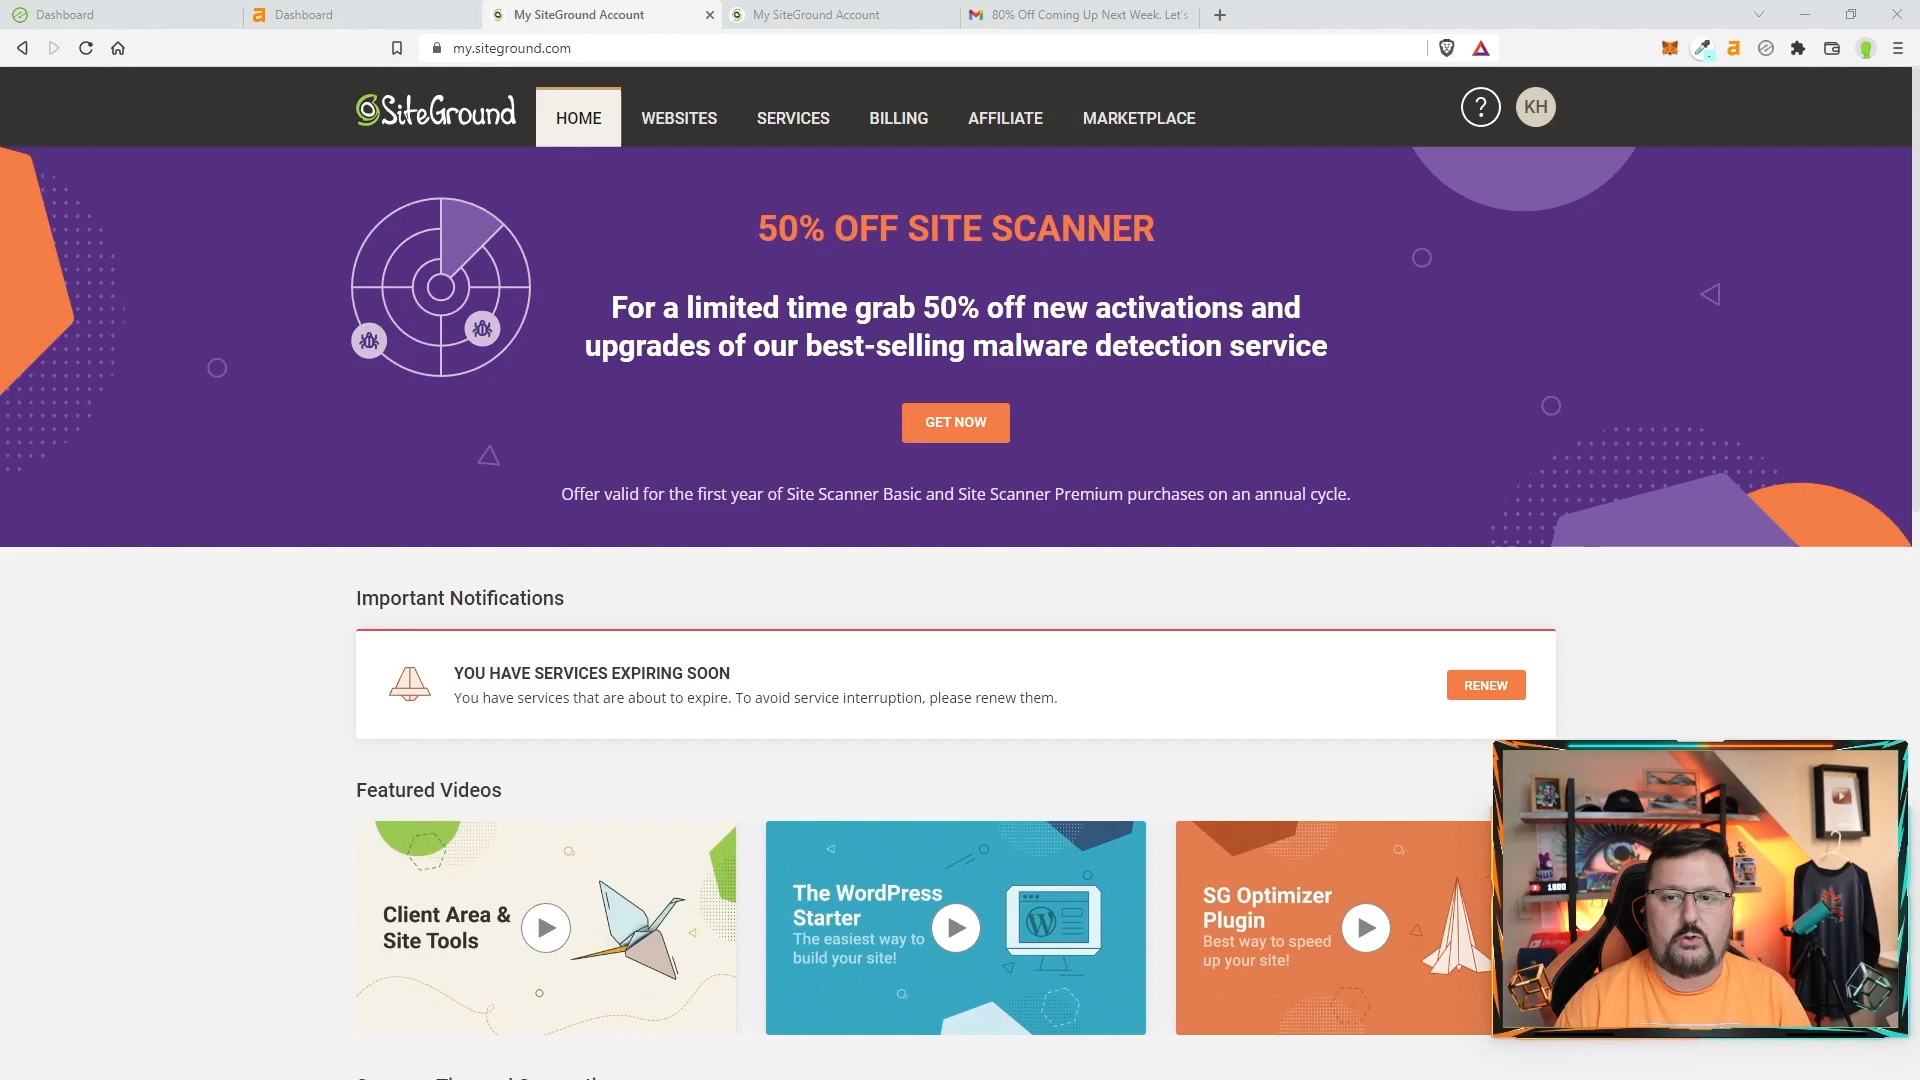 Dashboard
Dashboard
My SiteGround Account
My SiteGround Account
80% Off Coming Up Next Week. Let's
my.siteground.com
SiteGround
HOME
WEBSITES
SERVICES
BILLING
AFFILIATE
MARKETPLACE
?
KH
50% OFF SITE SCANNER
For a limited time grab 50% off new activations and
upgrades of our best-selling malware detection service
GET NOW
Offer valid for the first year of Site Scanner Basic and Site Scanner Premium purchases on an annual cycle.
Important Notifications
YOU HAVE SERVICES EXPIRING SOON
You have services that are about to expire. To avoid service interruption, please renew them.
RENEW
Featured Videos
Client Area &
Site Tools
The WordPress
Starter
The easiest way to
build your site!
SG Optimizer
Plugin
Best way to speed
up your site!
1000